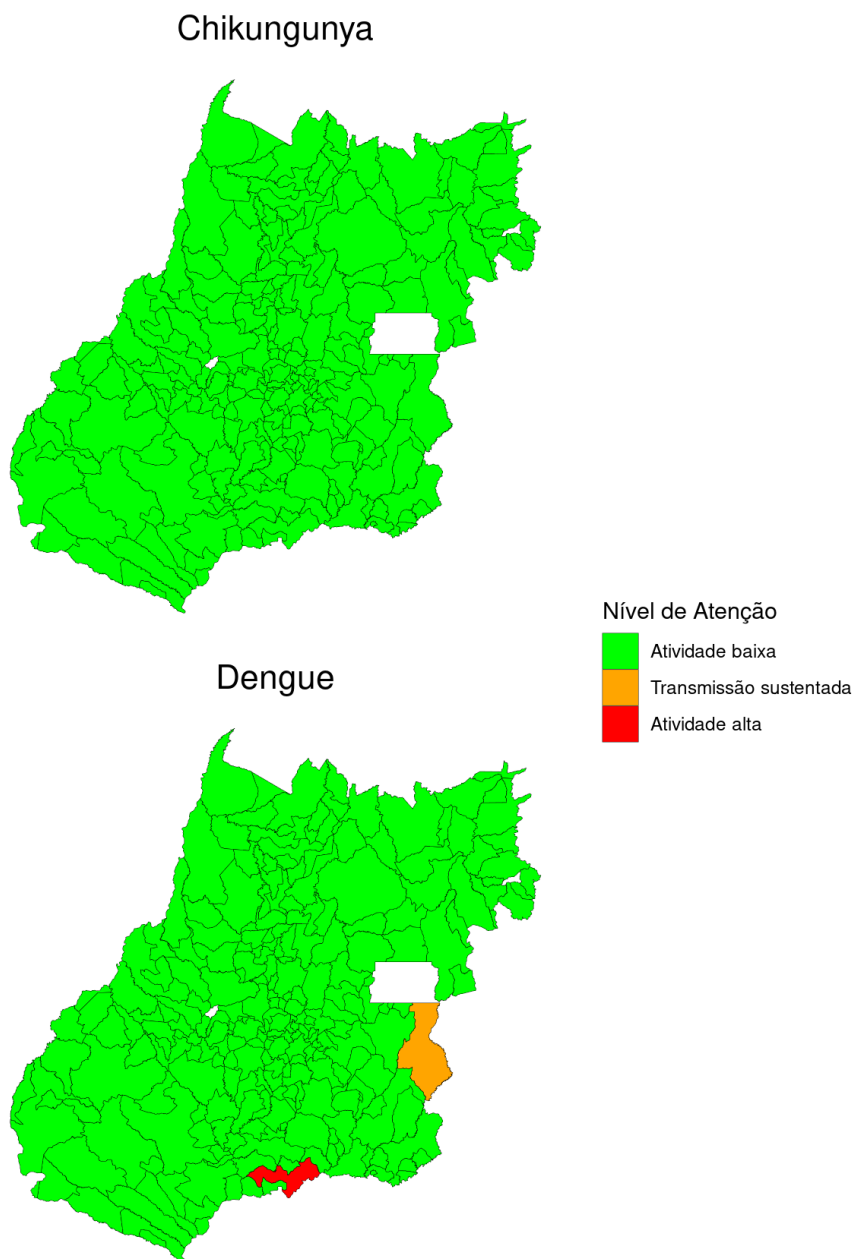 Chikungunya
Nível de Atenção
Atividade baixa
Transmissão sustentada
Atividade alta
Dengue